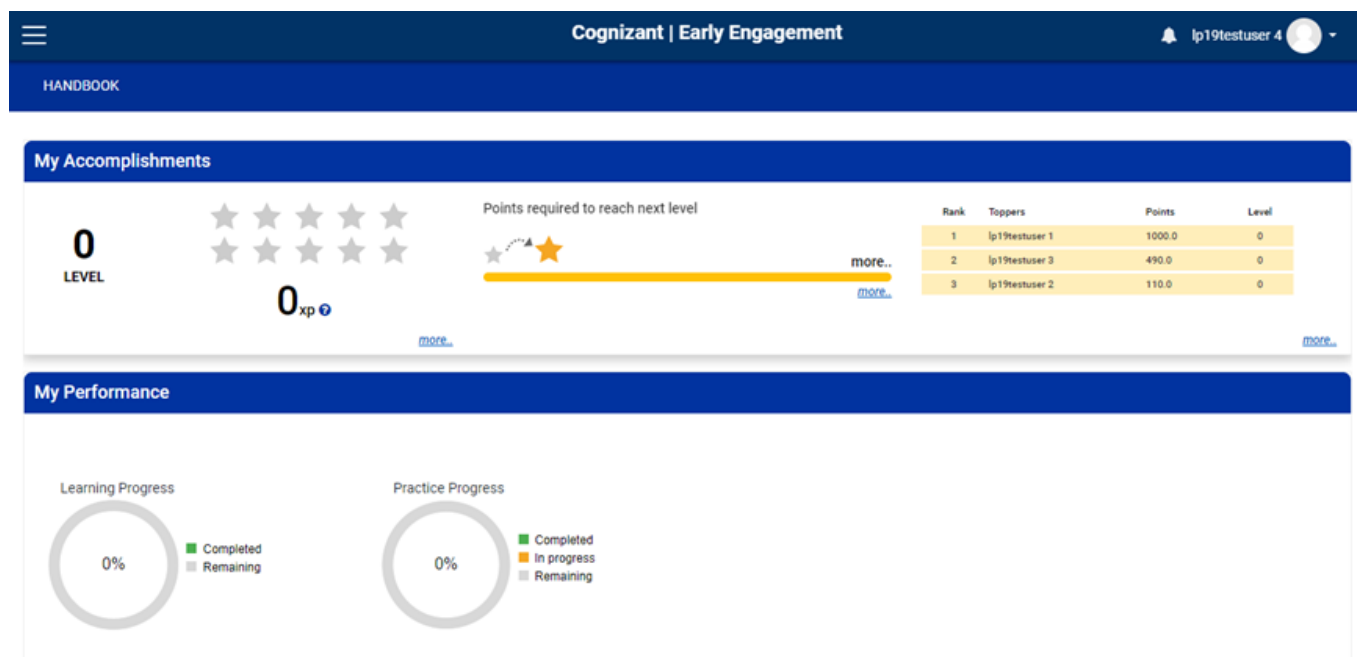 Cognizant | Early Engagement
lp19testuser 4
HANDBOOK
My Accomplishments
0
LEVEL
0xp ?
more..
Points required to reach next level
more..
more..
Rank Toppers Points Level
1 lp19testuser 1 1000.0 0
2 lp19testuser 3 490.0 0
3 lp19testuser 2 110.0 0
more..
My Performance
Learning Progress
0%
Completed
Remaining
Practice Progress
0%
Completed
In progress
Remaining